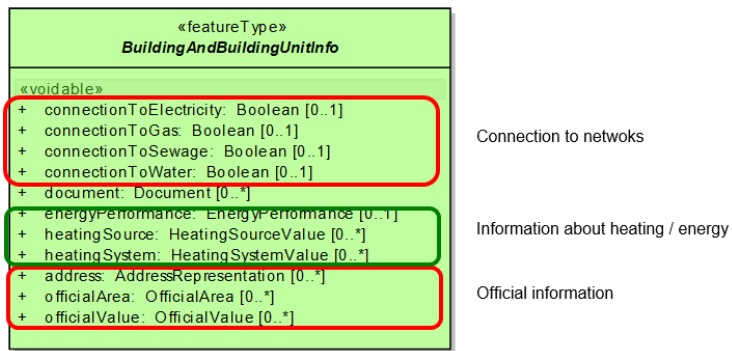 «featureType»
BuildingAndBuildingUnitInfo
«voidable»
+ connectionToElectricity: Boolean [0..1]
+ connectionToGas: Boolean [0..1]
+ connectionToSewage: Boolean [0..1]
+ connectionToWater: Boolean [0..1]
+ document: Document [0..*]
+ energyPerformance: EnergyPerformance [0..1]
+ heatingSource: HeatingSourceValue [0..*]
+ heatingSystem: HeatingSystemValue [0..*]
+ address: AddressRepresentation [0..*]
+ officialArea: OfficialArea [0..*]
+ officialValue: OfficialValue [0..*]
Connection to netwoks
Information about heating / energy
Official information